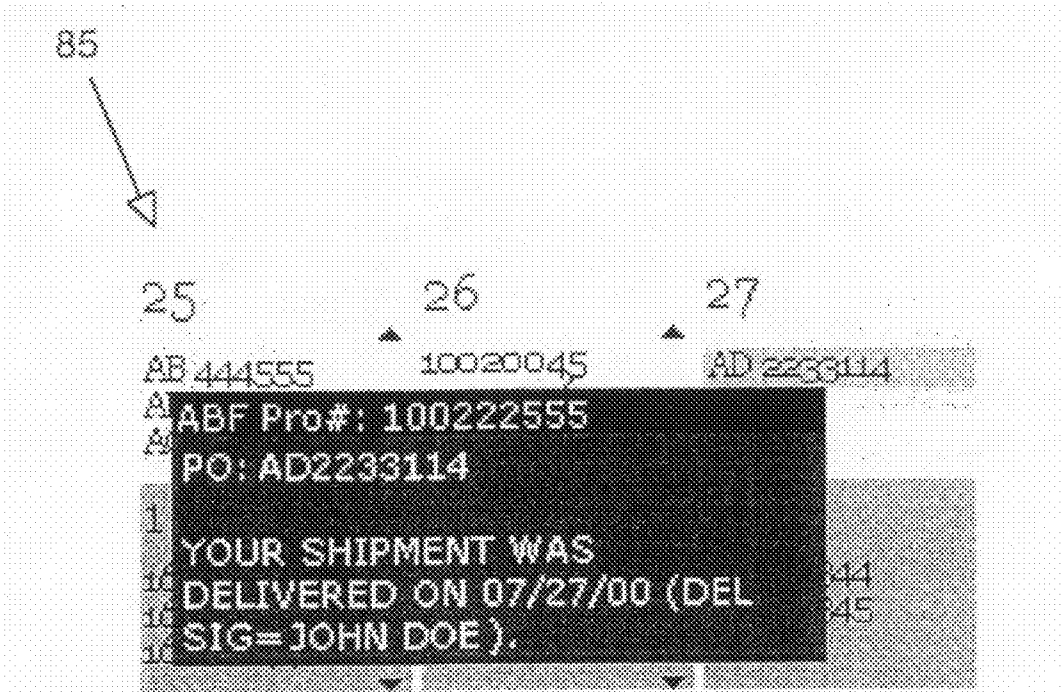 85
25 26 27
AB 444555 10020045 AD 2233114
ABF Pro#: 100222555
PO: AD2233114
YOUR SHIPMENT WAS
DELIVERED ON 07/27/00 (DEL
SIG=JOHN DOE).